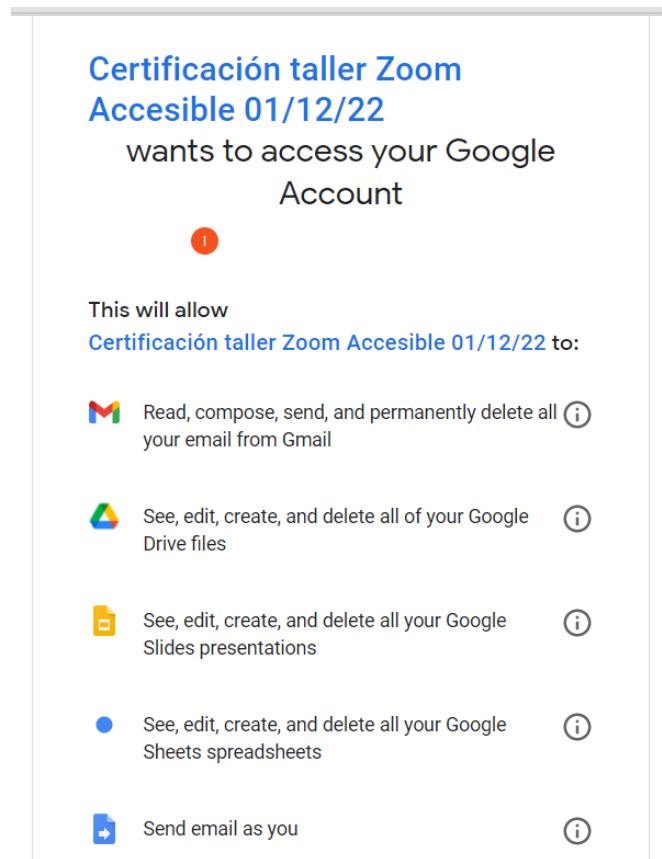 Certificación taller Zoom
Accesible 01/12/22
wants to access your Google
Account
I
This will allow
Certificación taller Zoom Accesible 01/12/22 to:
Read, compose, send, and permanently delete all
your email from Gmail
See, edit, create, and delete all of your Google
Drive files
See, edit, create, and delete all your Google
Slides presentations
See, edit, create, and delete all your Google
Sheets spreadsheets
Send email as you